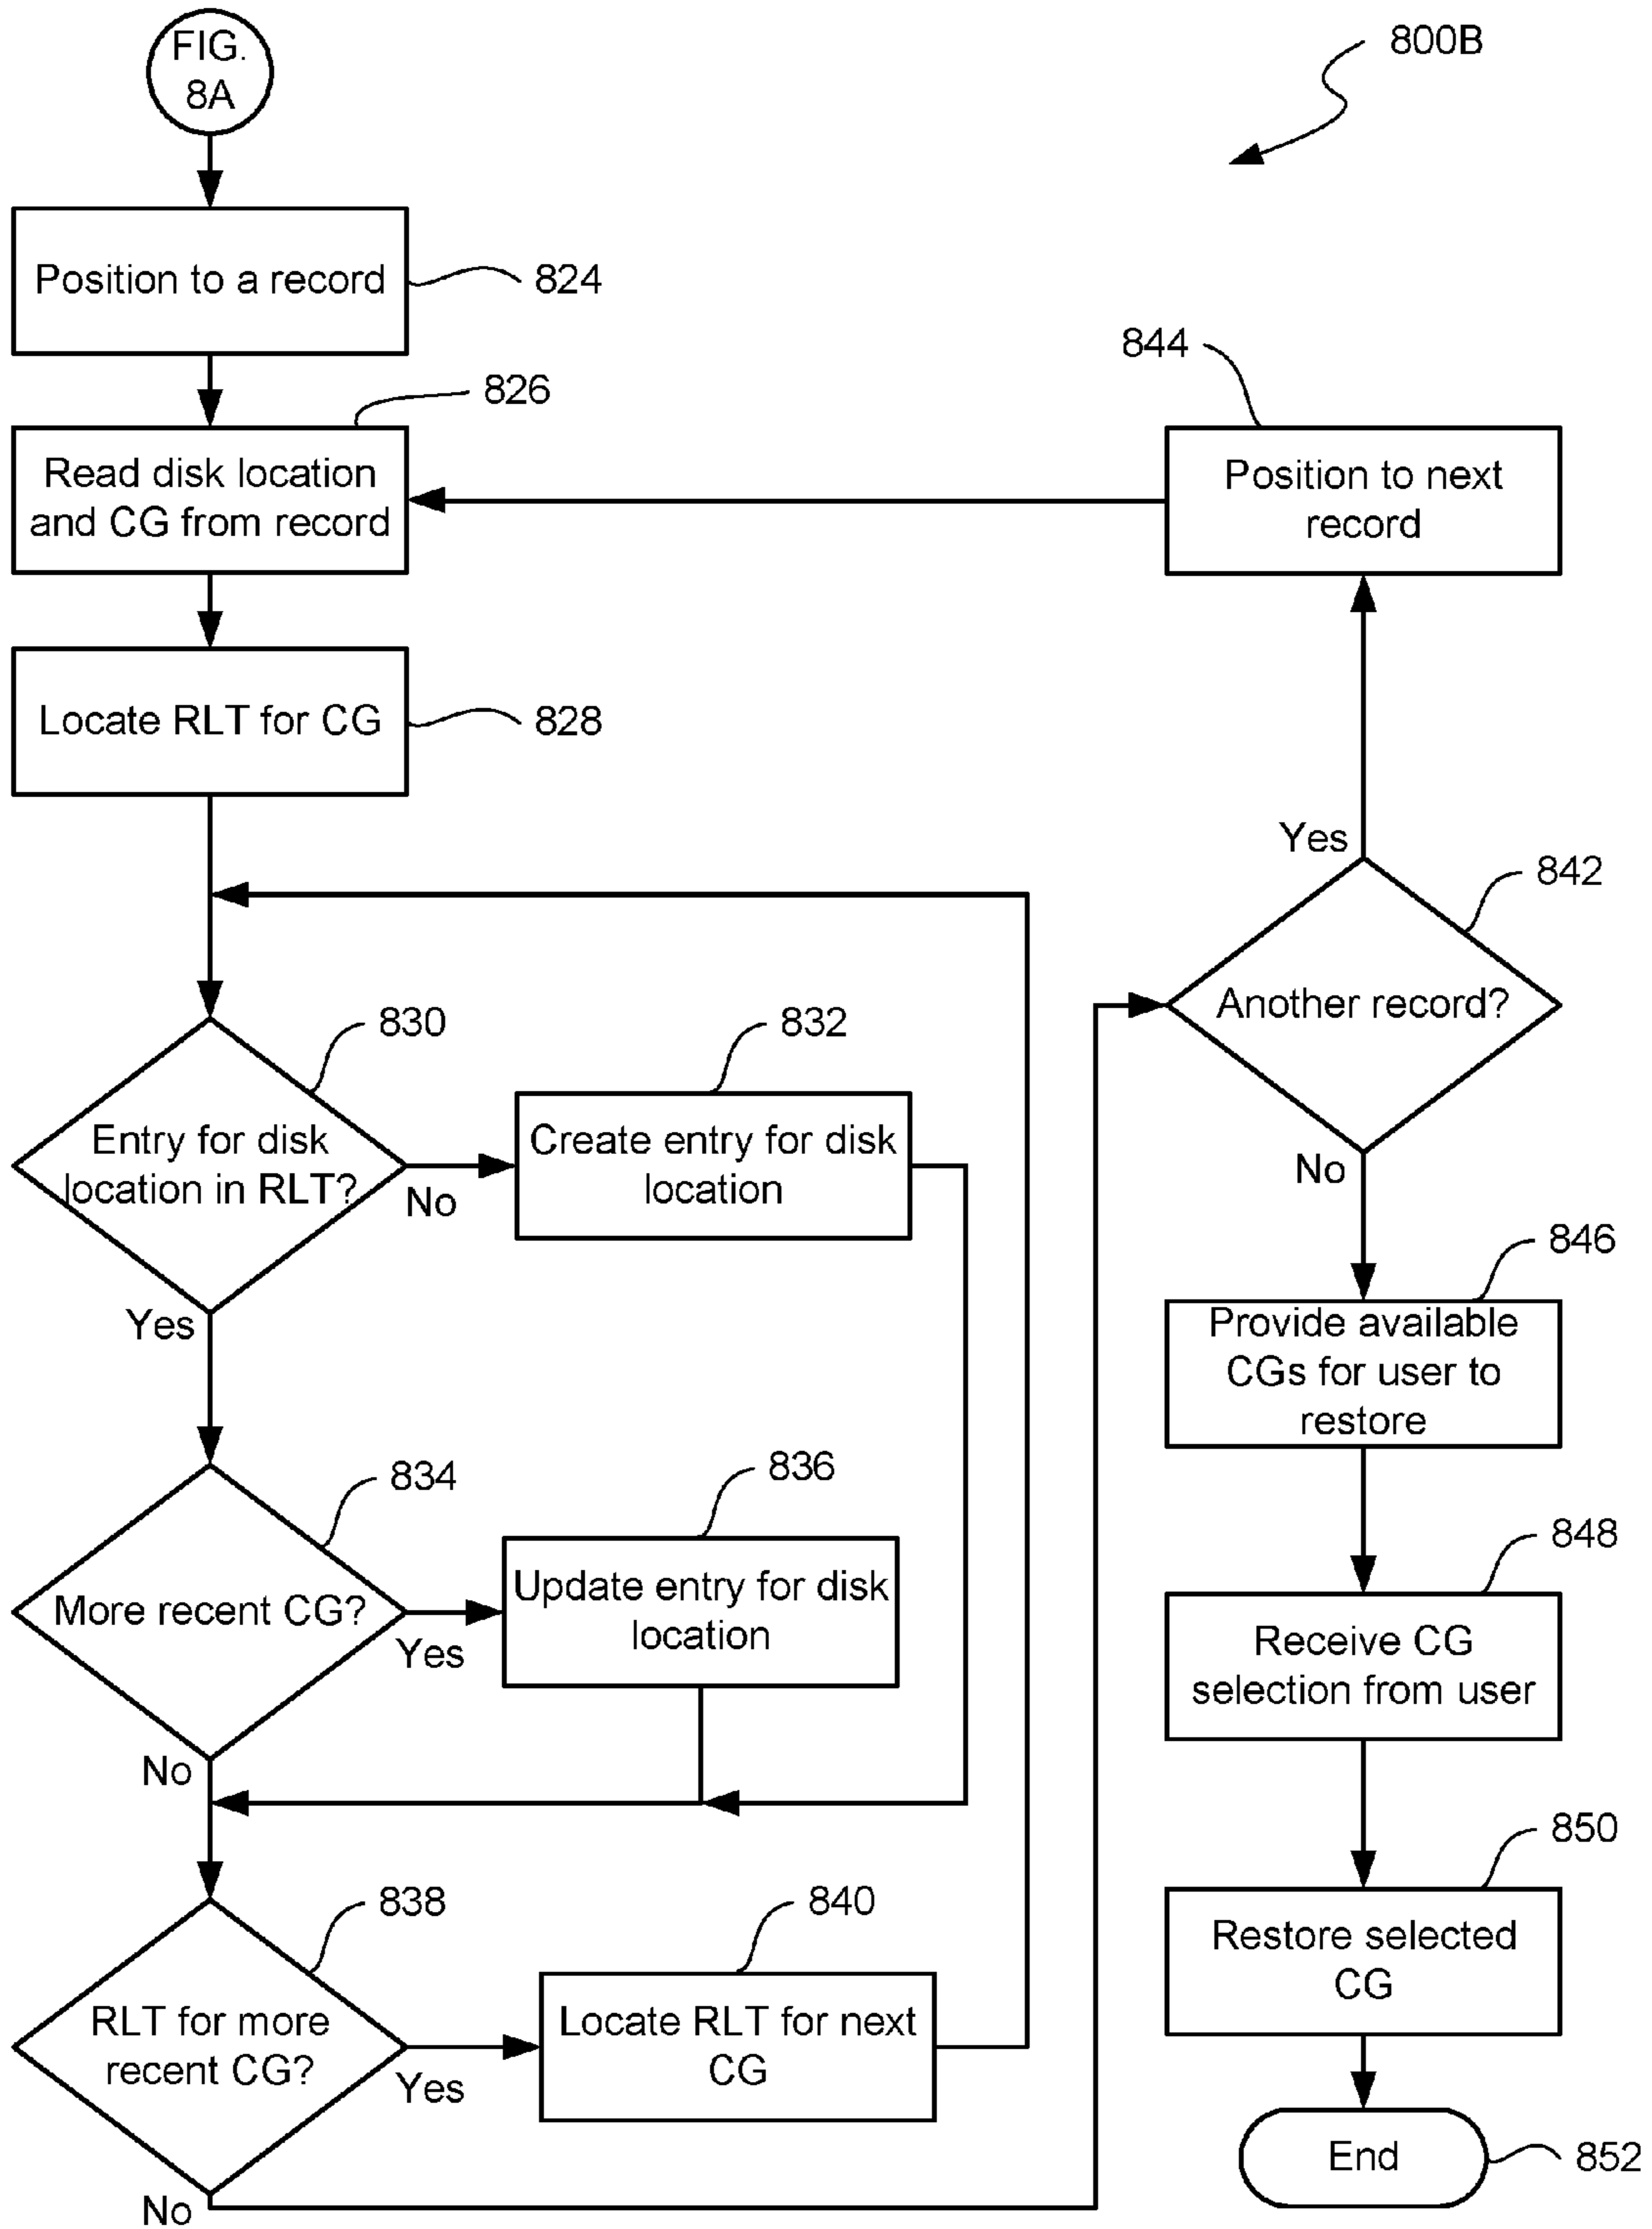 FIG.
8A
800B
Position to a record
824
826
Read disk location
and CG from record
844
Position to next
record
Locate RLT for CG
828
Yes
842
Another record?
No
830
Entry for disk
location in RLT?
No
Yes
832
Create entry for disk
location
834
More recent CG?
Yes
No
836
Update entry for disk
location
838
RLT for more
recent CG?
Yes
No
840
Locate RLT for next
CG
846
Provide available
CGs for user to
restore
848
Receive CG
selection from user
850
Restore selected
CG
End
852